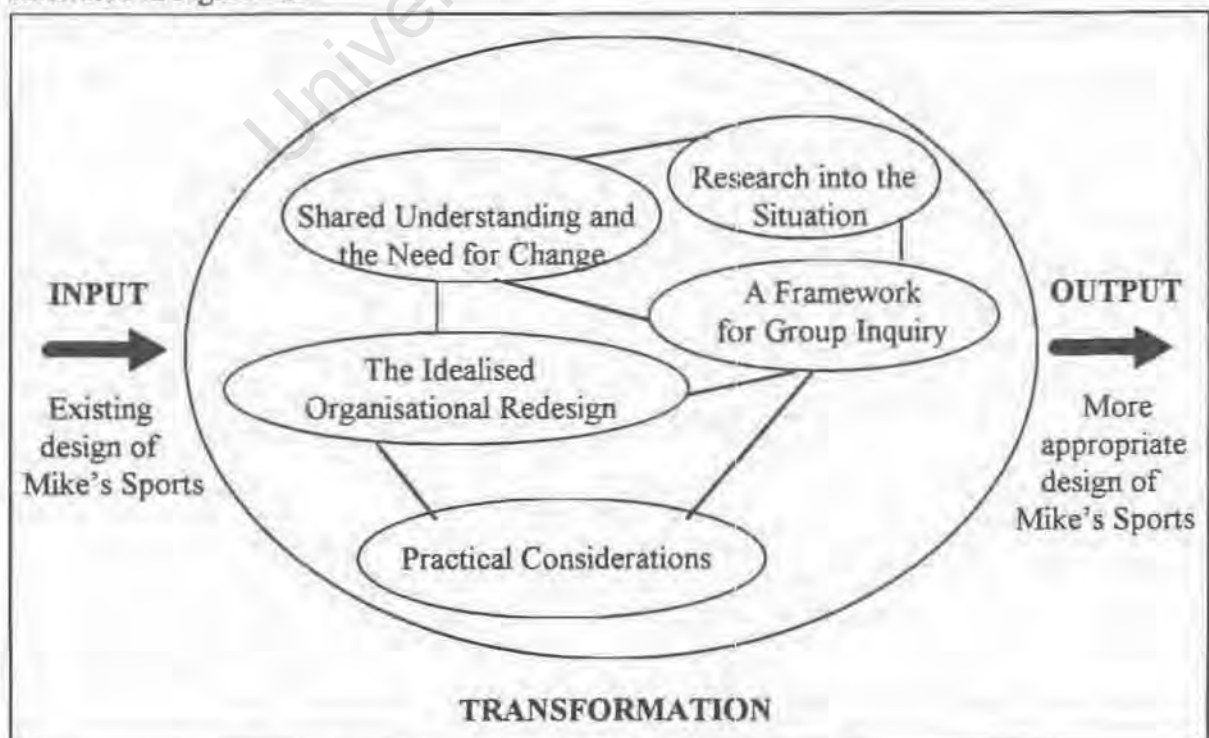 Research into the
Situation
Shared Understanding and
the Need for Change
INPUT
Existing
design of
Mike's Sports
A Framework
for Group Inquiry
The Idealised
Organisational Redesign
Practical Considerations
OUTPUT
More
appropriate
design of
Mike's Sports
TRANSFORMATION
Univer